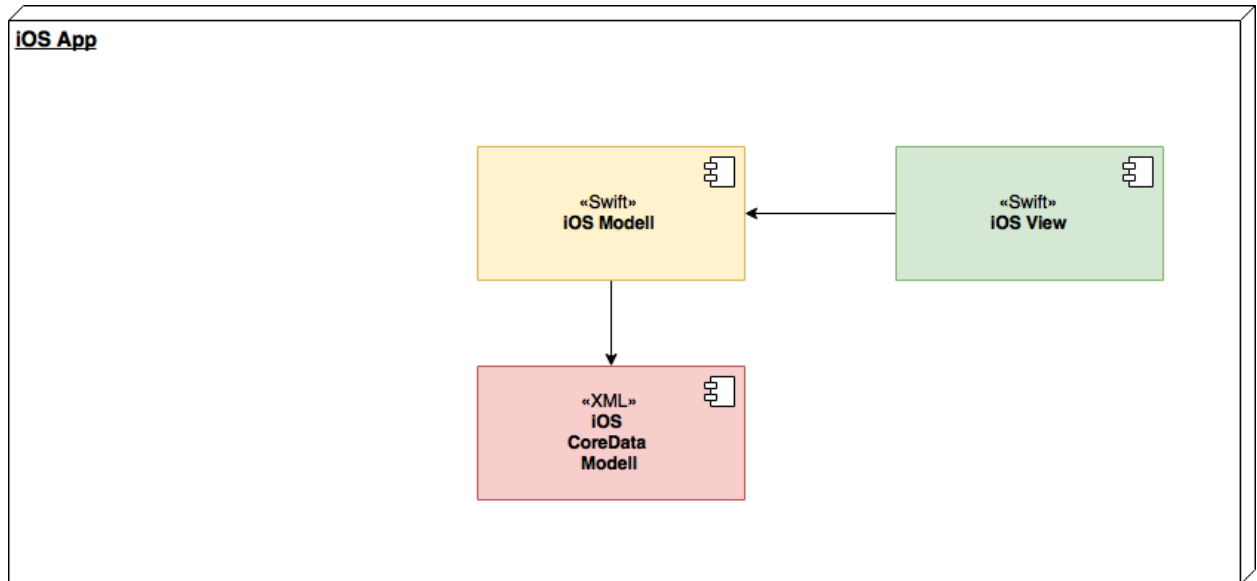 iOS App
«Swift»
iOS Modell
«Swift»
iOS View
«XML»
iOS
CoreData
Modell